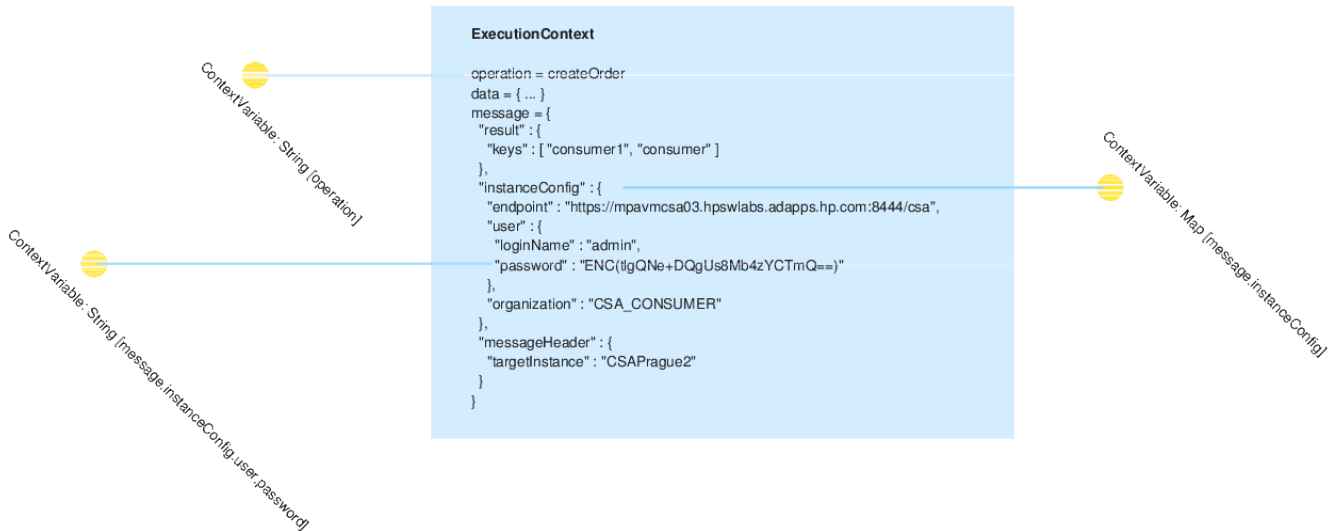 ExecutionContext
operation = createOrder
data = { ... }
message = {
"result" : {
"keys" : [ "consumer1", "consumer" ]
},
"instanceConfig" : {
"endpoint" : "https://mpavmcsa03.hpswlabs.adapps.hp.com:8444/csa",
"user" : {
"loginName" : "admin",
"password" : "ENC(tlgQNe+DQgUs8Mb4zYCTmQ==)"
},
"organization" : "CSA_CONSUMER"
},
"messageHeader" : {
"targetInstance" : "CSAPrague2"
}
}
ContextVariable: String [operation]
ContextVariable: String [message.instanceConfig.user.password]
ContextVariable: Map [message.instanceConfig]